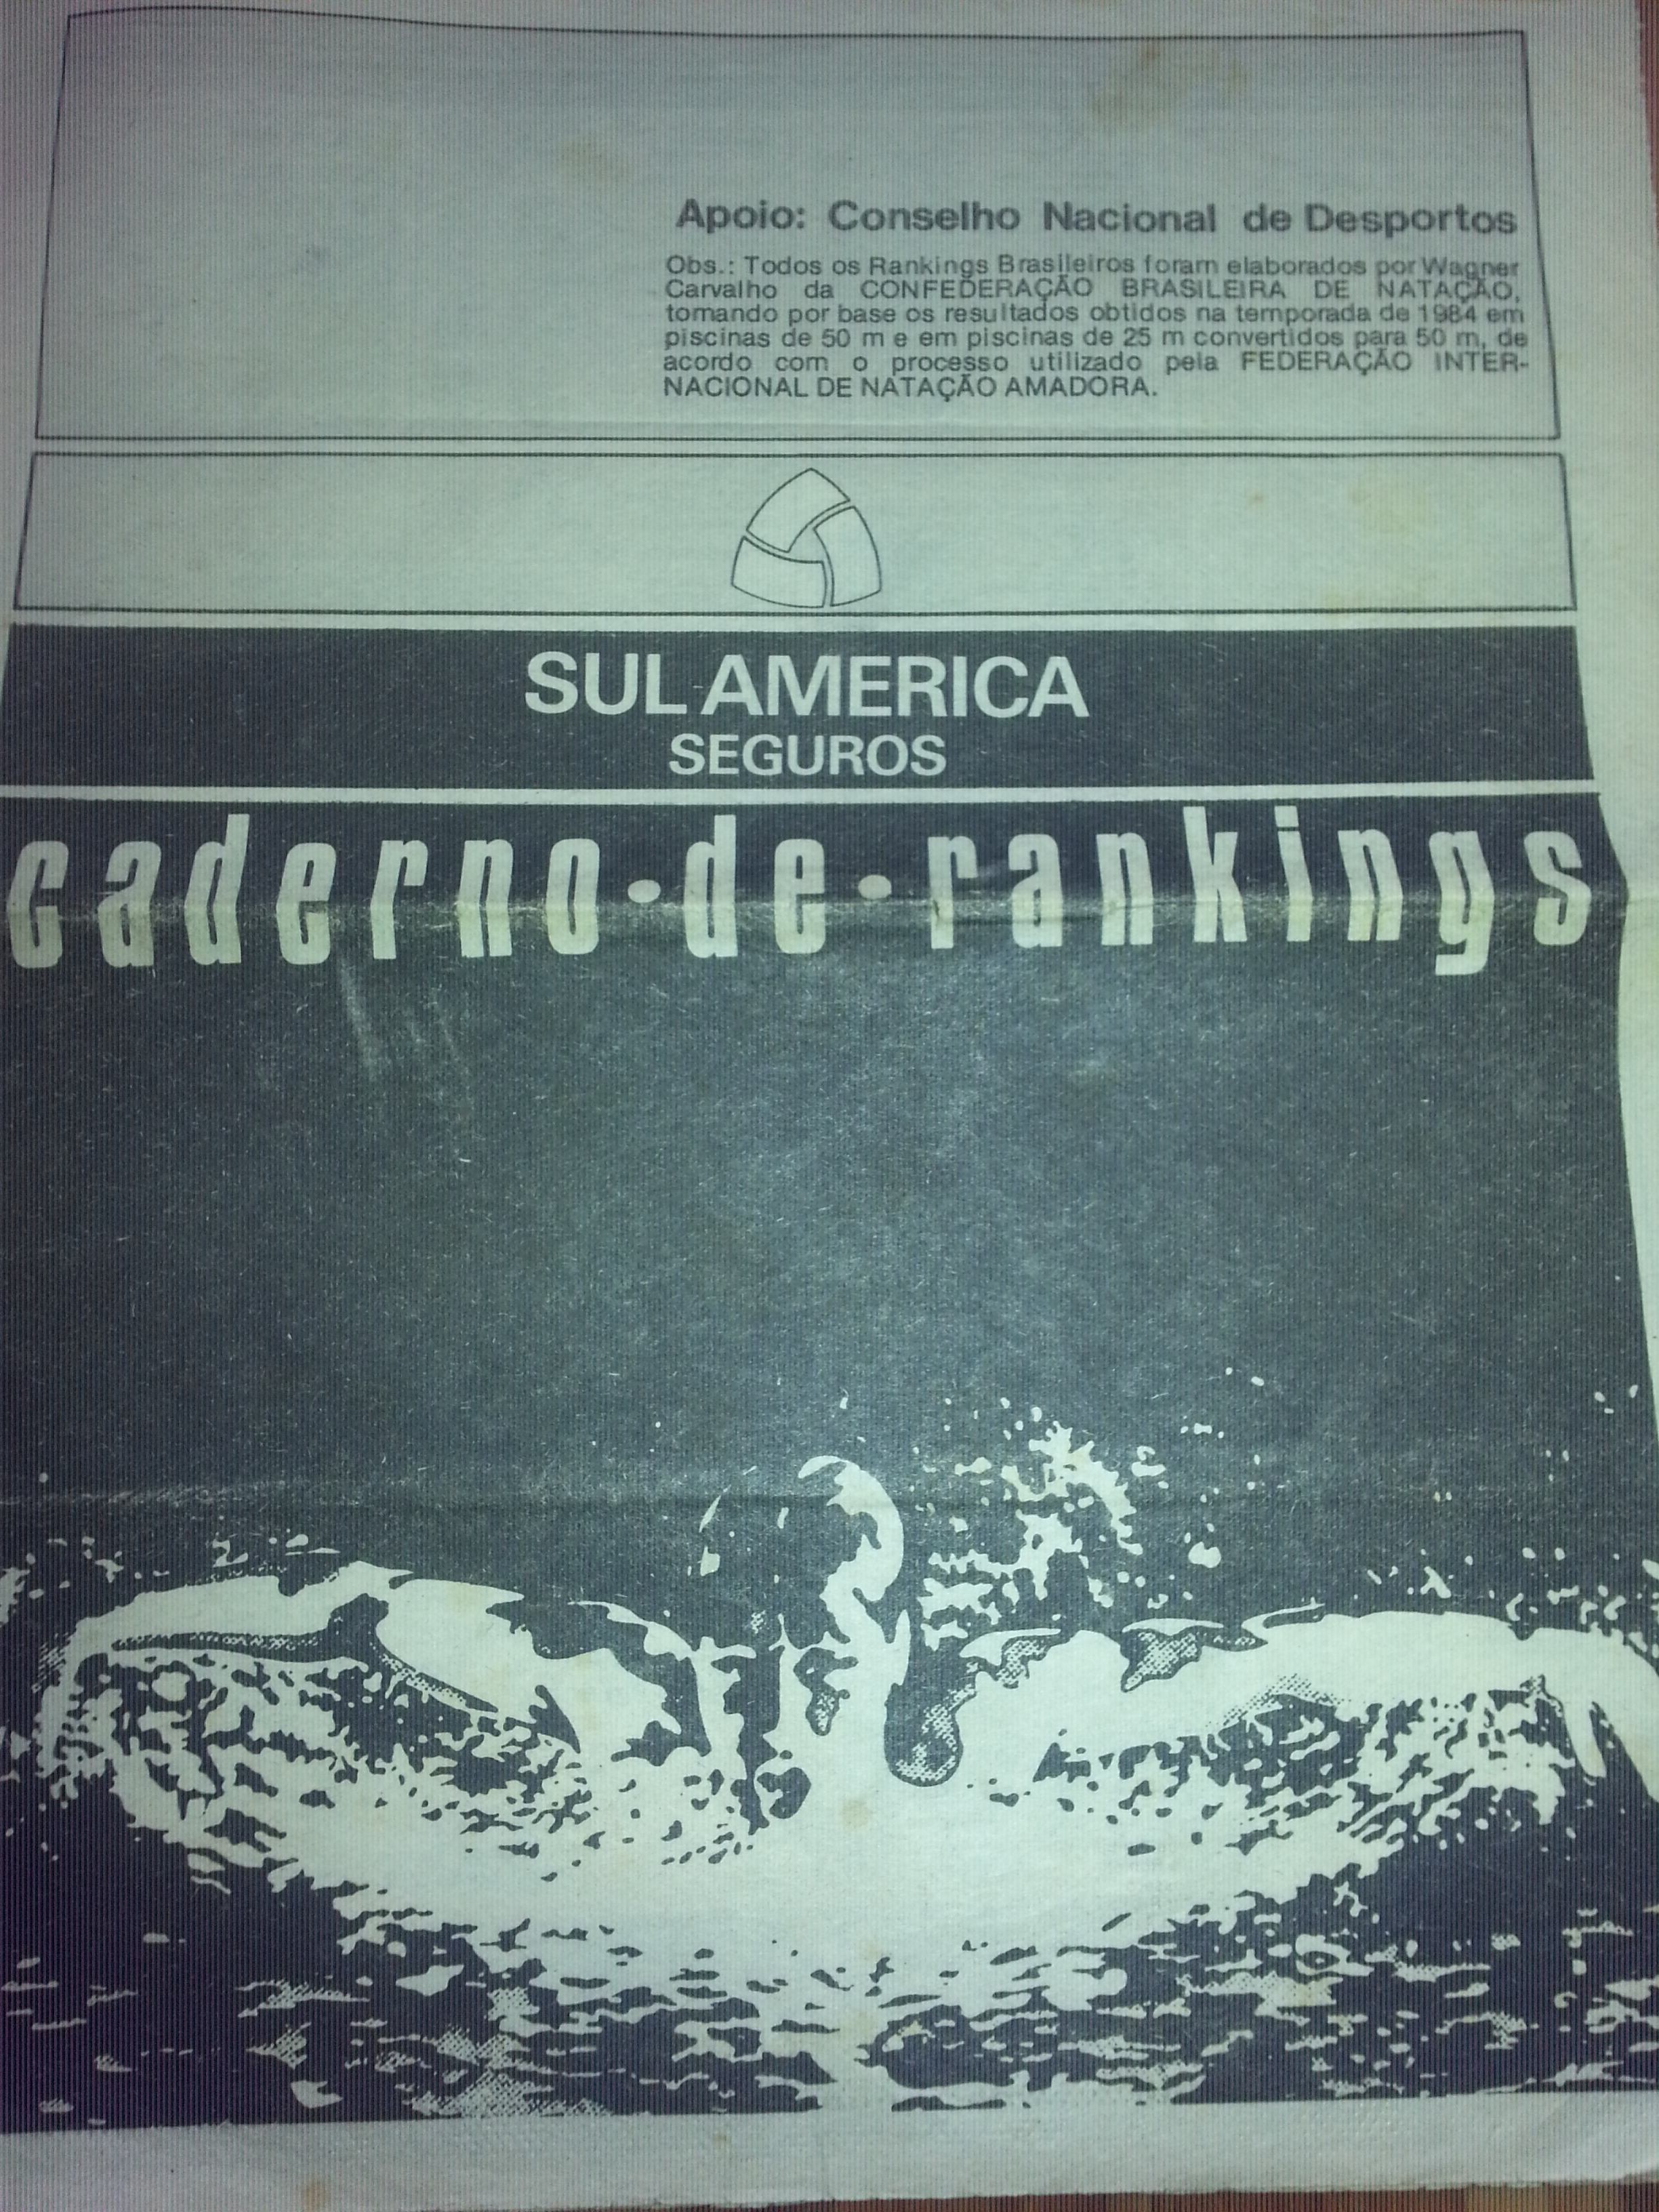 Apoio: Conselho Nacional de Desportos
Obs.: Todos os Rankings Brasileiros foram elaborados por Wagner
Carvalho da CONFEDERAÇÃO BRASILEIRA DE NATAÇÃO,
tomando por base os resultados obtidos na temporada de 1984 em
piscinas de 50 m e em piscinas de 25 m convertidos para 50 m, de
acordo com o processo utilizado pela FEDERAÇÃO INTER-
NACIONAL DE NATAÇÃO AMADORA.
SUL AMERICA
SEGUROS
caderno•de•rankings